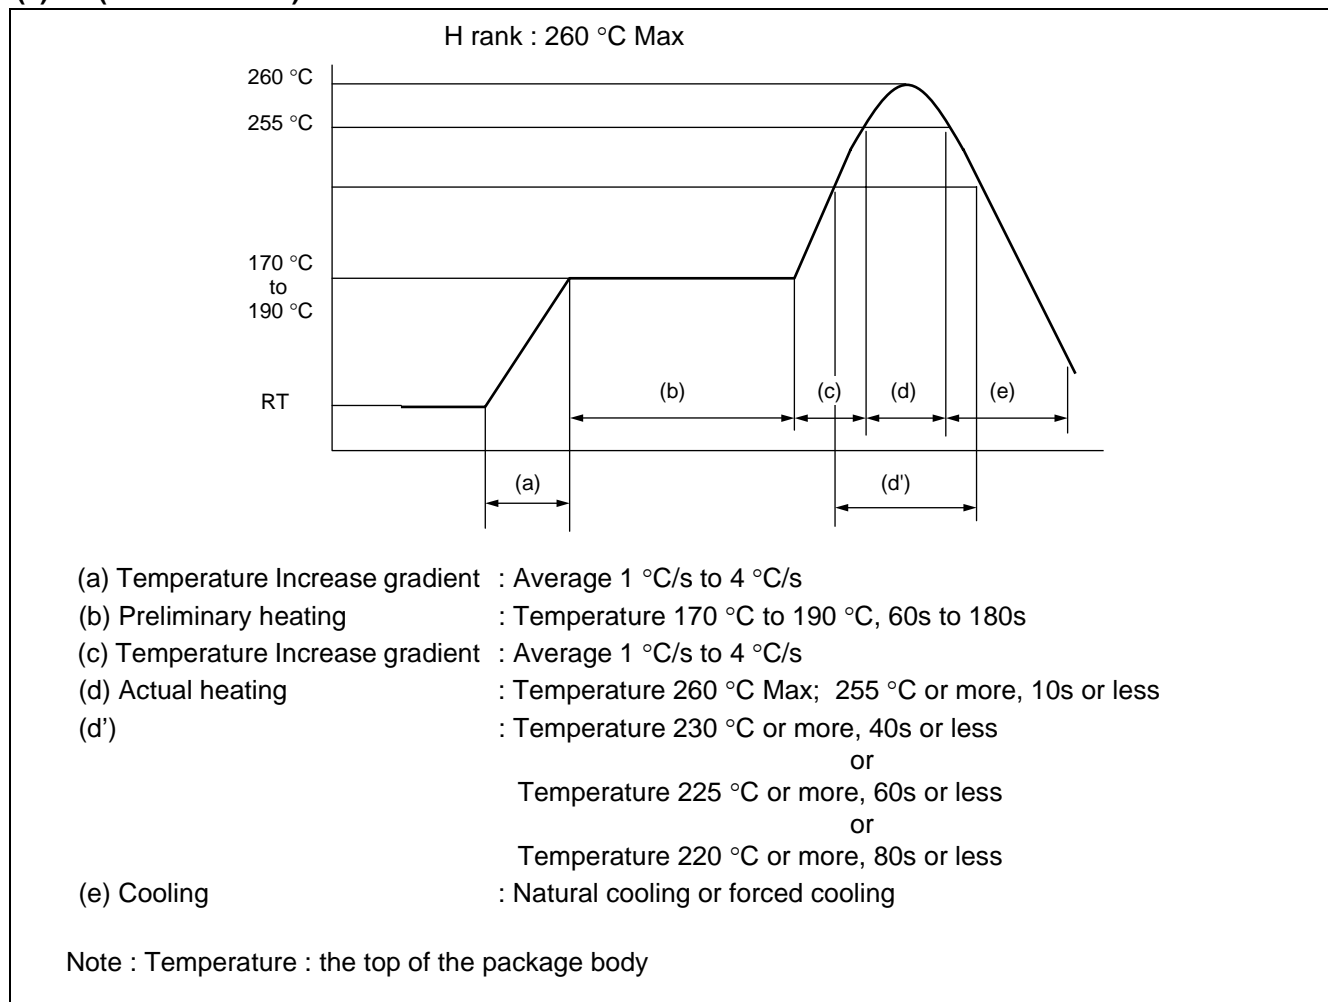 H rank : 260 °C Max
260 °C
255 °C
170 °C
to
190 °C
RT
(b)
(c)
(d)
(e)
(a)
(d')
(a) Temperature Increase gradient : Average 1 °C/s to 4 °C/s
(b) Preliminary heating : Temperature 170 °C to 190 °C, 60s to 180s
(c) Temperature Increase gradient : Average 1 °C/s to 4 °C/s
(d) Actual heating : Temperature 260 °C Max; 255 °C or more, 10s or less
(d’) : Temperature 230 °C or more, 40s or less
or
Temperature 225 °C or more, 60s or less
or
Temperature 220 °C or more, 80s or less
(e) Cooling : Natural cooling or forced cooling
Note : Temperature : the top of the package body